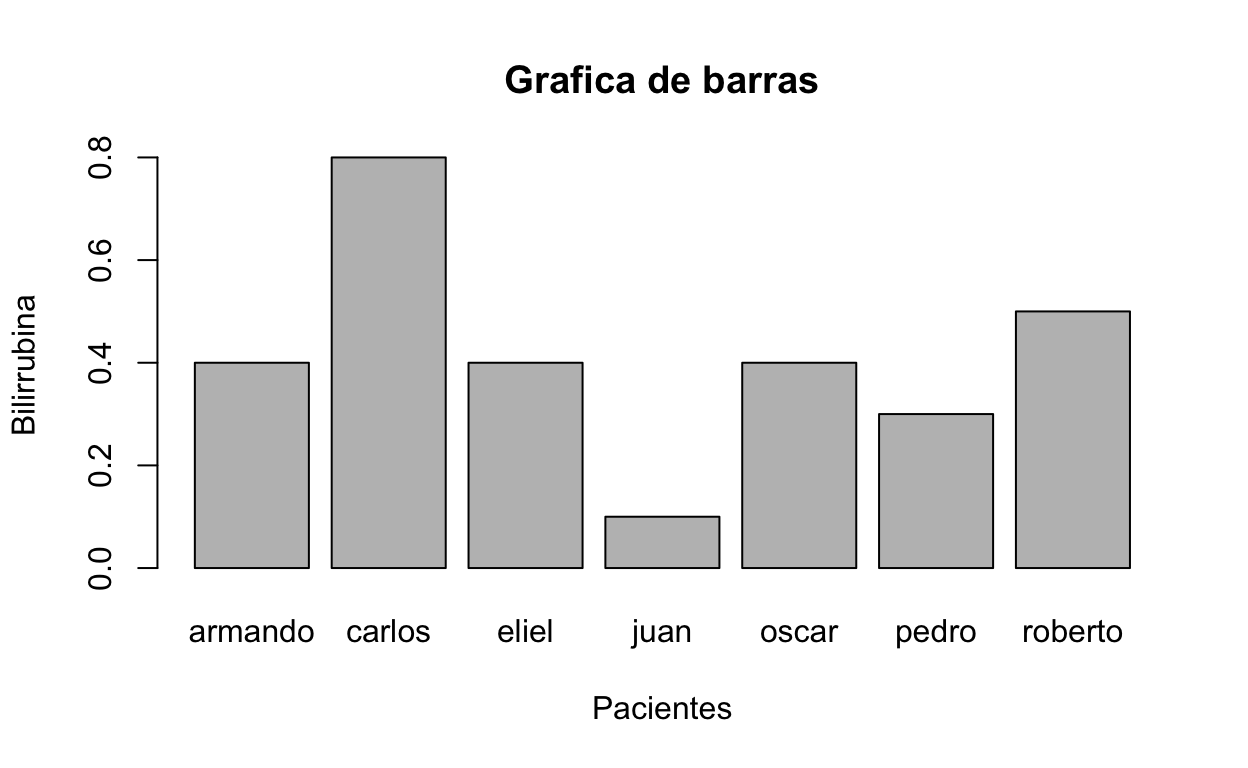 Grafica de barras
Bilirrubina
0.8
0.6
0.4
0.2
0.0
armando carlos eliel juan oscar pedro roberto
Pacientes